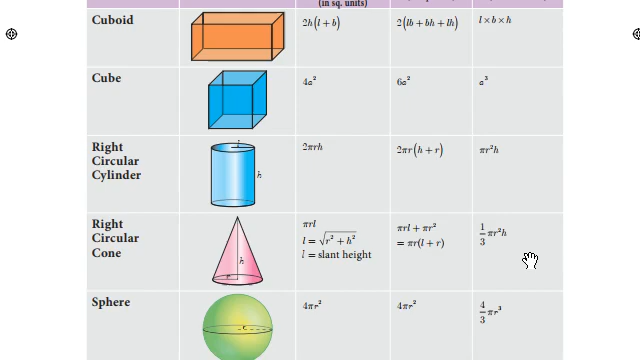 (in sq. units)
Cuboid
2h(l + b)
2(lb + bh + lh)
l × b × h
Cube
4a²
6a²
a³
Right
Circular
Cylinder
h
2πrh
2πr(h + r)
πr²h
Right
Circular
Cone
h
r
πrl
l = √(r² + h²)
l = slant height
πrl + πr²
= πr(l + r)
1/3 πr²h
Sphere
r
4πr²
4πr²
4/3 πr³